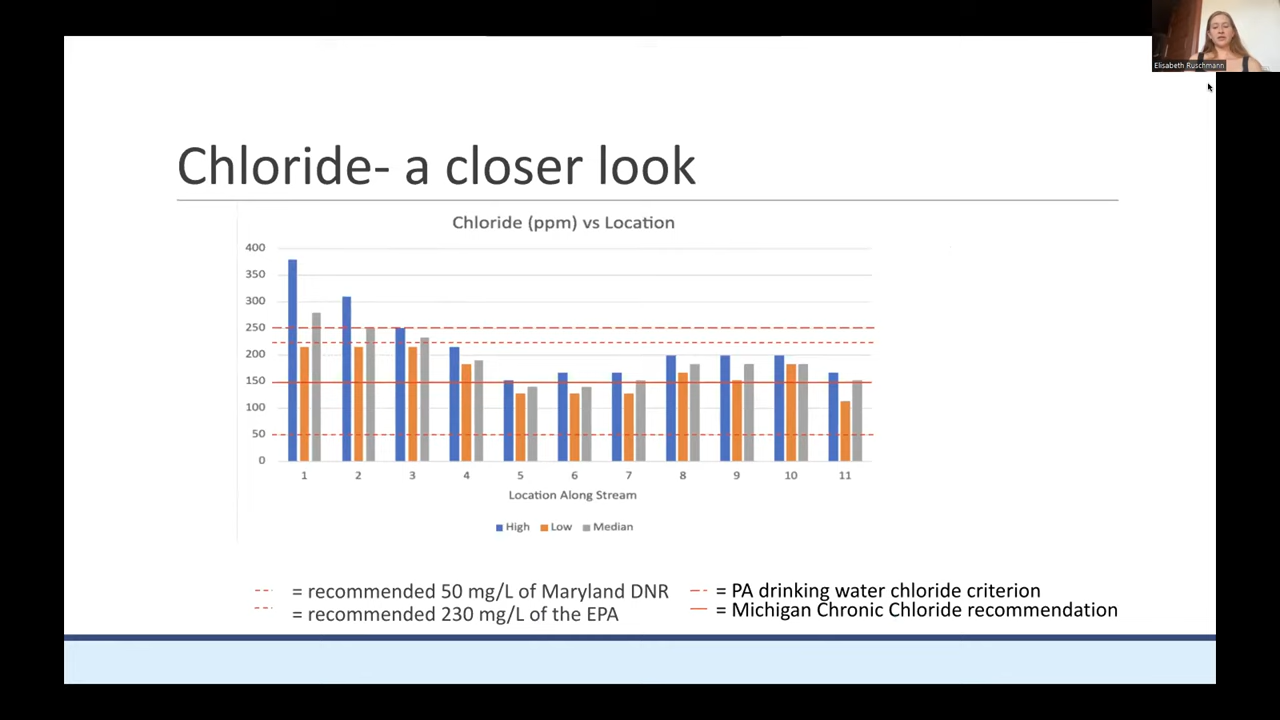 Elisabeth Ruschmann
Chloride- a closer look
Chloride (ppm) vs Location
400
350
300
250
200
150
100
50
0
1 2 3 4 5 6 7 8 9 10 11
Location Along Stream
High Low Median
= recommended 50 mg/L of Maryland DNR
= recommended 230 mg/L of the EPA
= PA drinking water chloride criterion
= Michigan Chronic Chloride recommendation